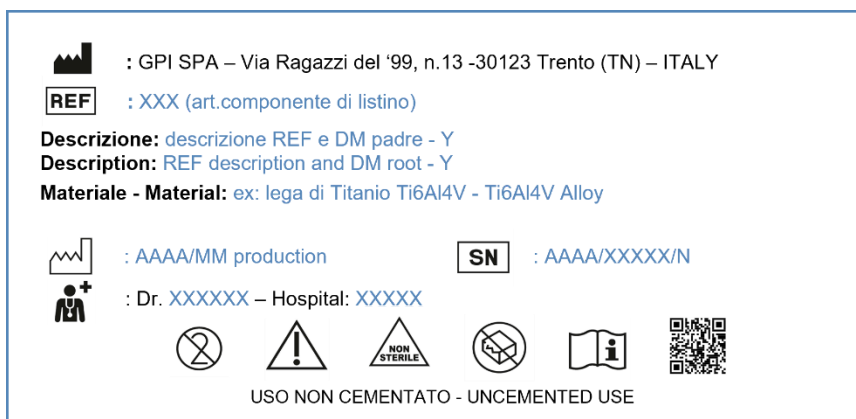 : GPI SPA – Via Ragazzi del ‘99, n.13 -30123 Trento (TN) – ITALY
REF : XXX (art.componente di listino)
Descrizione: descrizione REF e DM padre - Y
Description: REF description and DM root - Y
Materiale - Material: ex: lega di Titanio Ti6Al4V - Ti6Al4V Alloy
: AAAA/MM production SN : AAAA/XXXXX/N
: Dr. XXXXXX – Hospital: XXXXX
2 NON STERILE i
USO NON CEMENTATO - UNCEMENTED USE